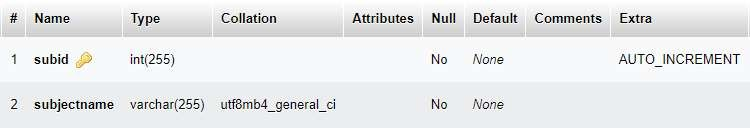 # Name Type Collation Attributes Null Default Comments Extra
1 subid int(255) No None AUTO_INCREMENT
2 subjectname varchar(255) utf8mb4_general_ci No None